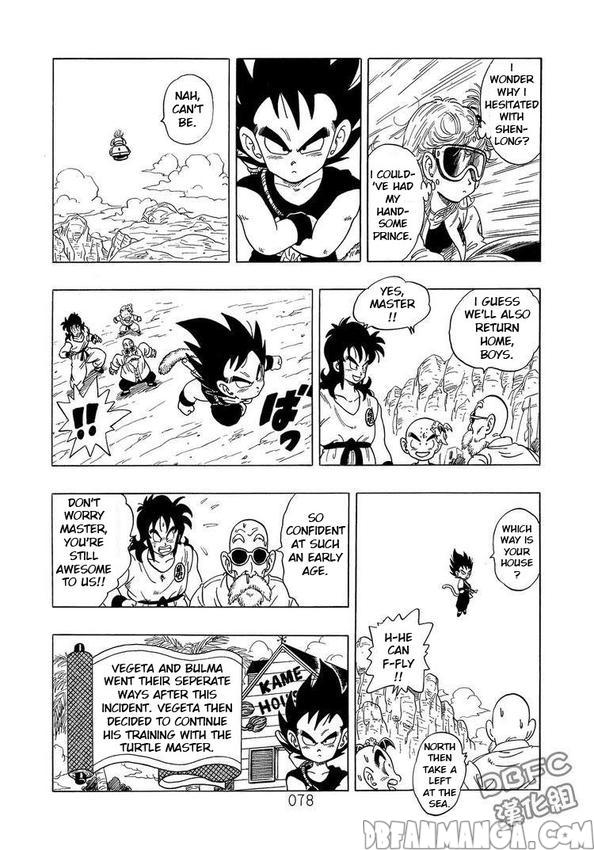 I
WONDER
WHY I
HESITATED
WITH
SHEN-
LONG?
I
COULD-
'VE HAD
MY
HAND-
SOME
PRINCE.
NAH,
CAN'T
BE.
I GUESS
WE'LL ALSO
RETURN
HOME,
BOYS.
YES,
MASTER
!!
ばっ
!!
WHICH
WAY IS
YOUR
HOUSE
?
H-HE
CAN
F-FLY
!!
NORTH
THEN
TAKE A
LEFT
AT THE
SEA.
SO
CONFIDENT
AT SUCH
AN EARLY
AGE.
DON'T
WORRY
MASTER,
YOU'RE
STILL
AWESOME
TO US!!
VEGETA AND BULMA
WENT THEIR SEPERATE
WAYS AFTER THIS
INCIDENT. VEGETA THEN
DECIDED TO CONTINUE
HIS TRAINING WITH THE
TURTLE MASTER.
KAME
HOUSE
078
DBFC
漢化組
DBFANMANGA.COM